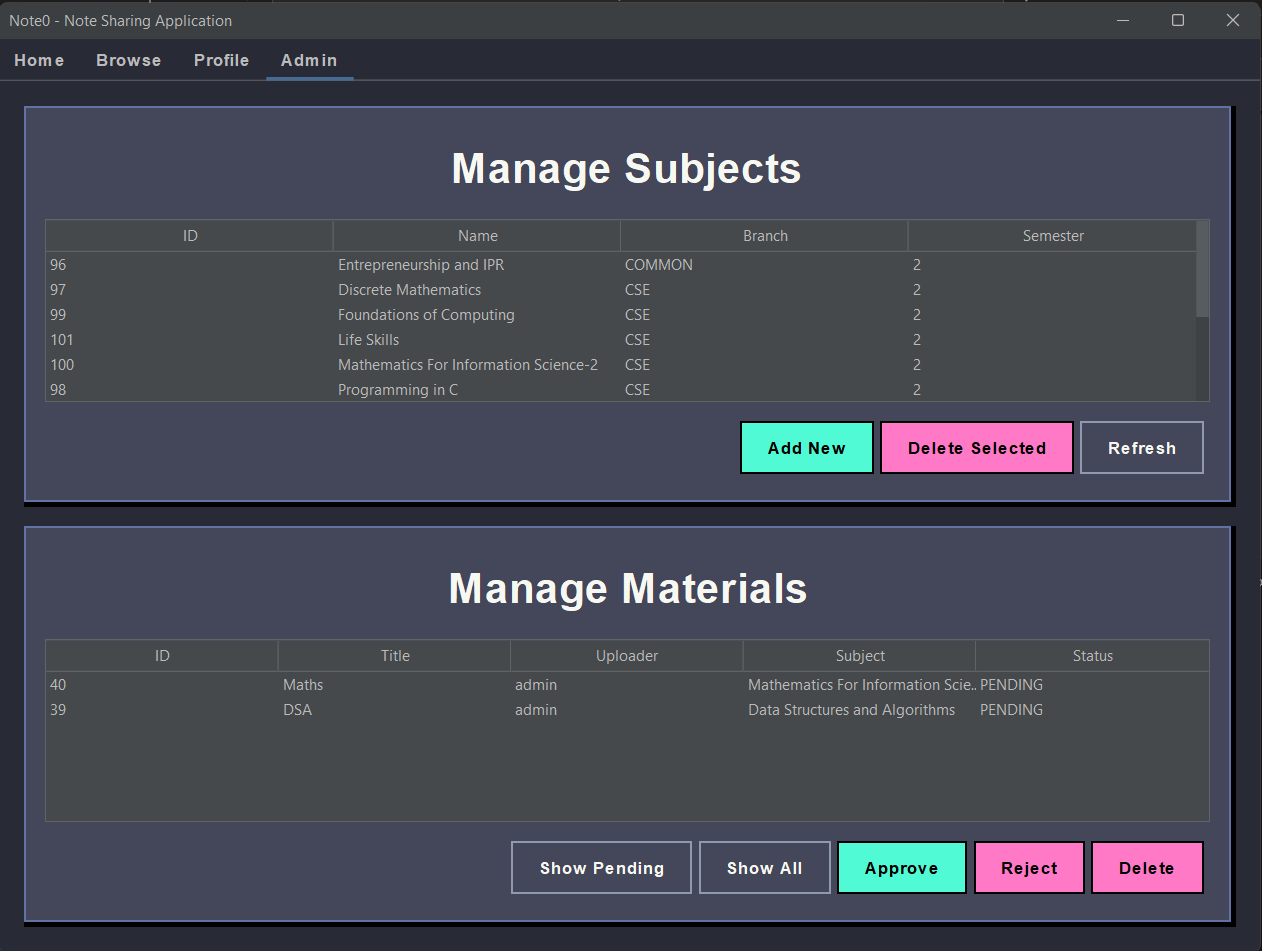 Note0 - Note Sharing Application
Home Browse Profile Admin
Manage Subjects
ID Name Branch Semester
96 Entrepreneurship and IPR COMMON 2
97 Discrete Mathematics CSE 2
99 Foundations of Computing CSE 2
101 Life Skills CSE 2
100 Mathematics For Information Science-2 CSE 2
98 Programming in C CSE 2
Add New Delete Selected Refresh
Manage Materials
ID Title Uploader Subject Status
40 Maths admin Mathematics For Information Scie... PENDING
39 DSA admin Data Structures and Algorithms PENDING
Show Pending Show All Approve Reject Delete